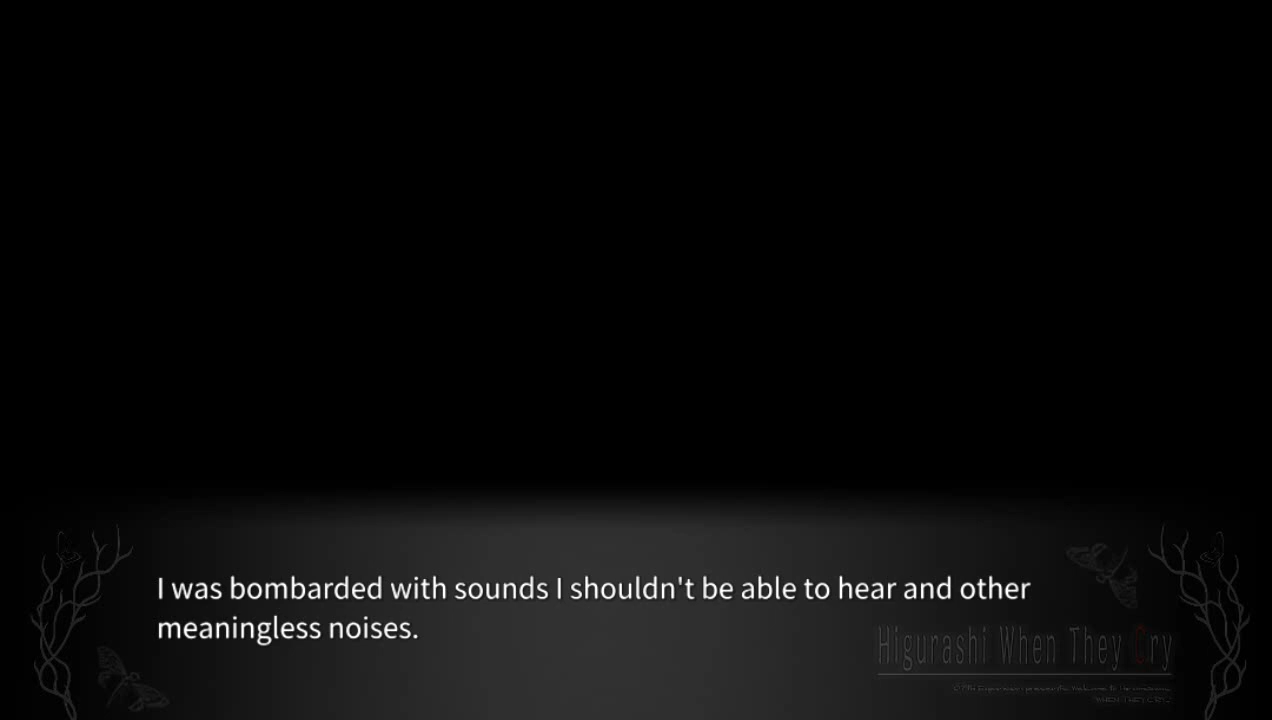 I was bombarded with sounds I shouldn't be able to hear and other
meaningless noises.
Higurashi When They Cry